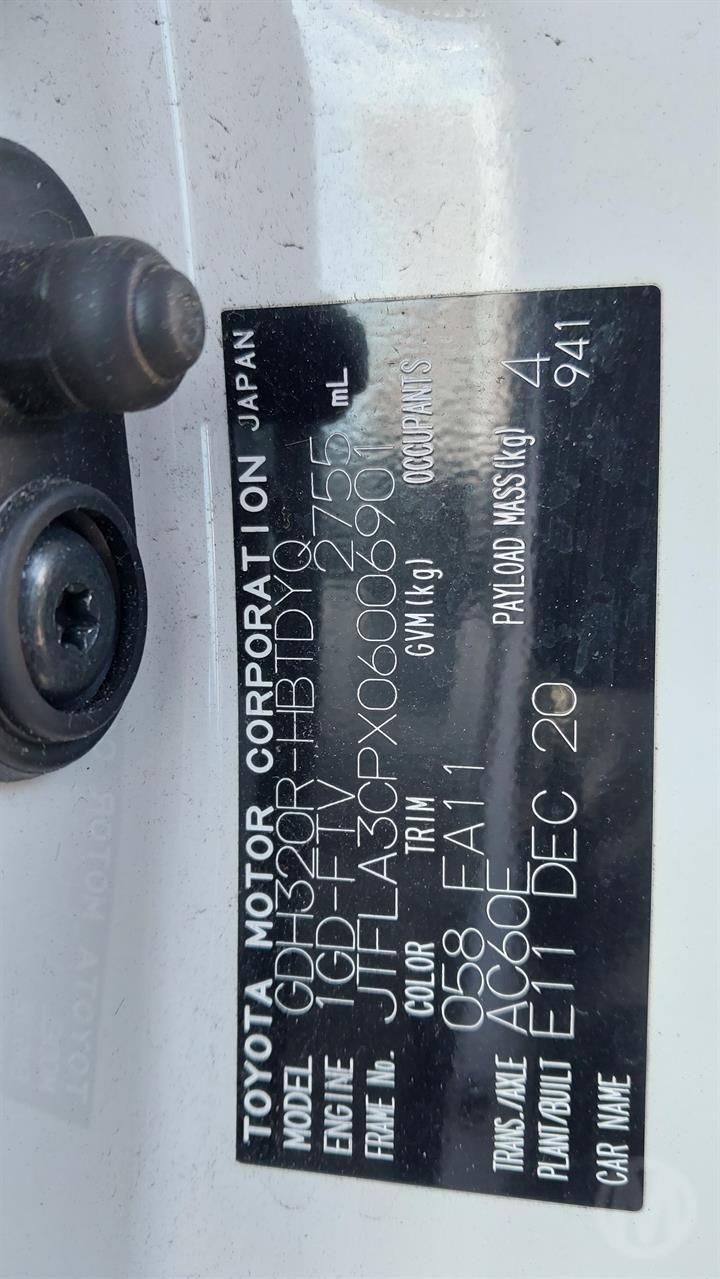 TOYOTA MOTOR CORPORATION JAPAN
MODEL GDH320R-HBTDYQ
ENGINE 1GD-FTV 2755 mL
FRAME No. JTFLA3CPX06006901
COLOR TRIM GVM(kg) OCCUPANTS
058 FA11 4
TRANS./AXLE AC60E PAYLOAD MASS(kg)
PLANT/BUILT E11 DEC 20 941
CAR NAME